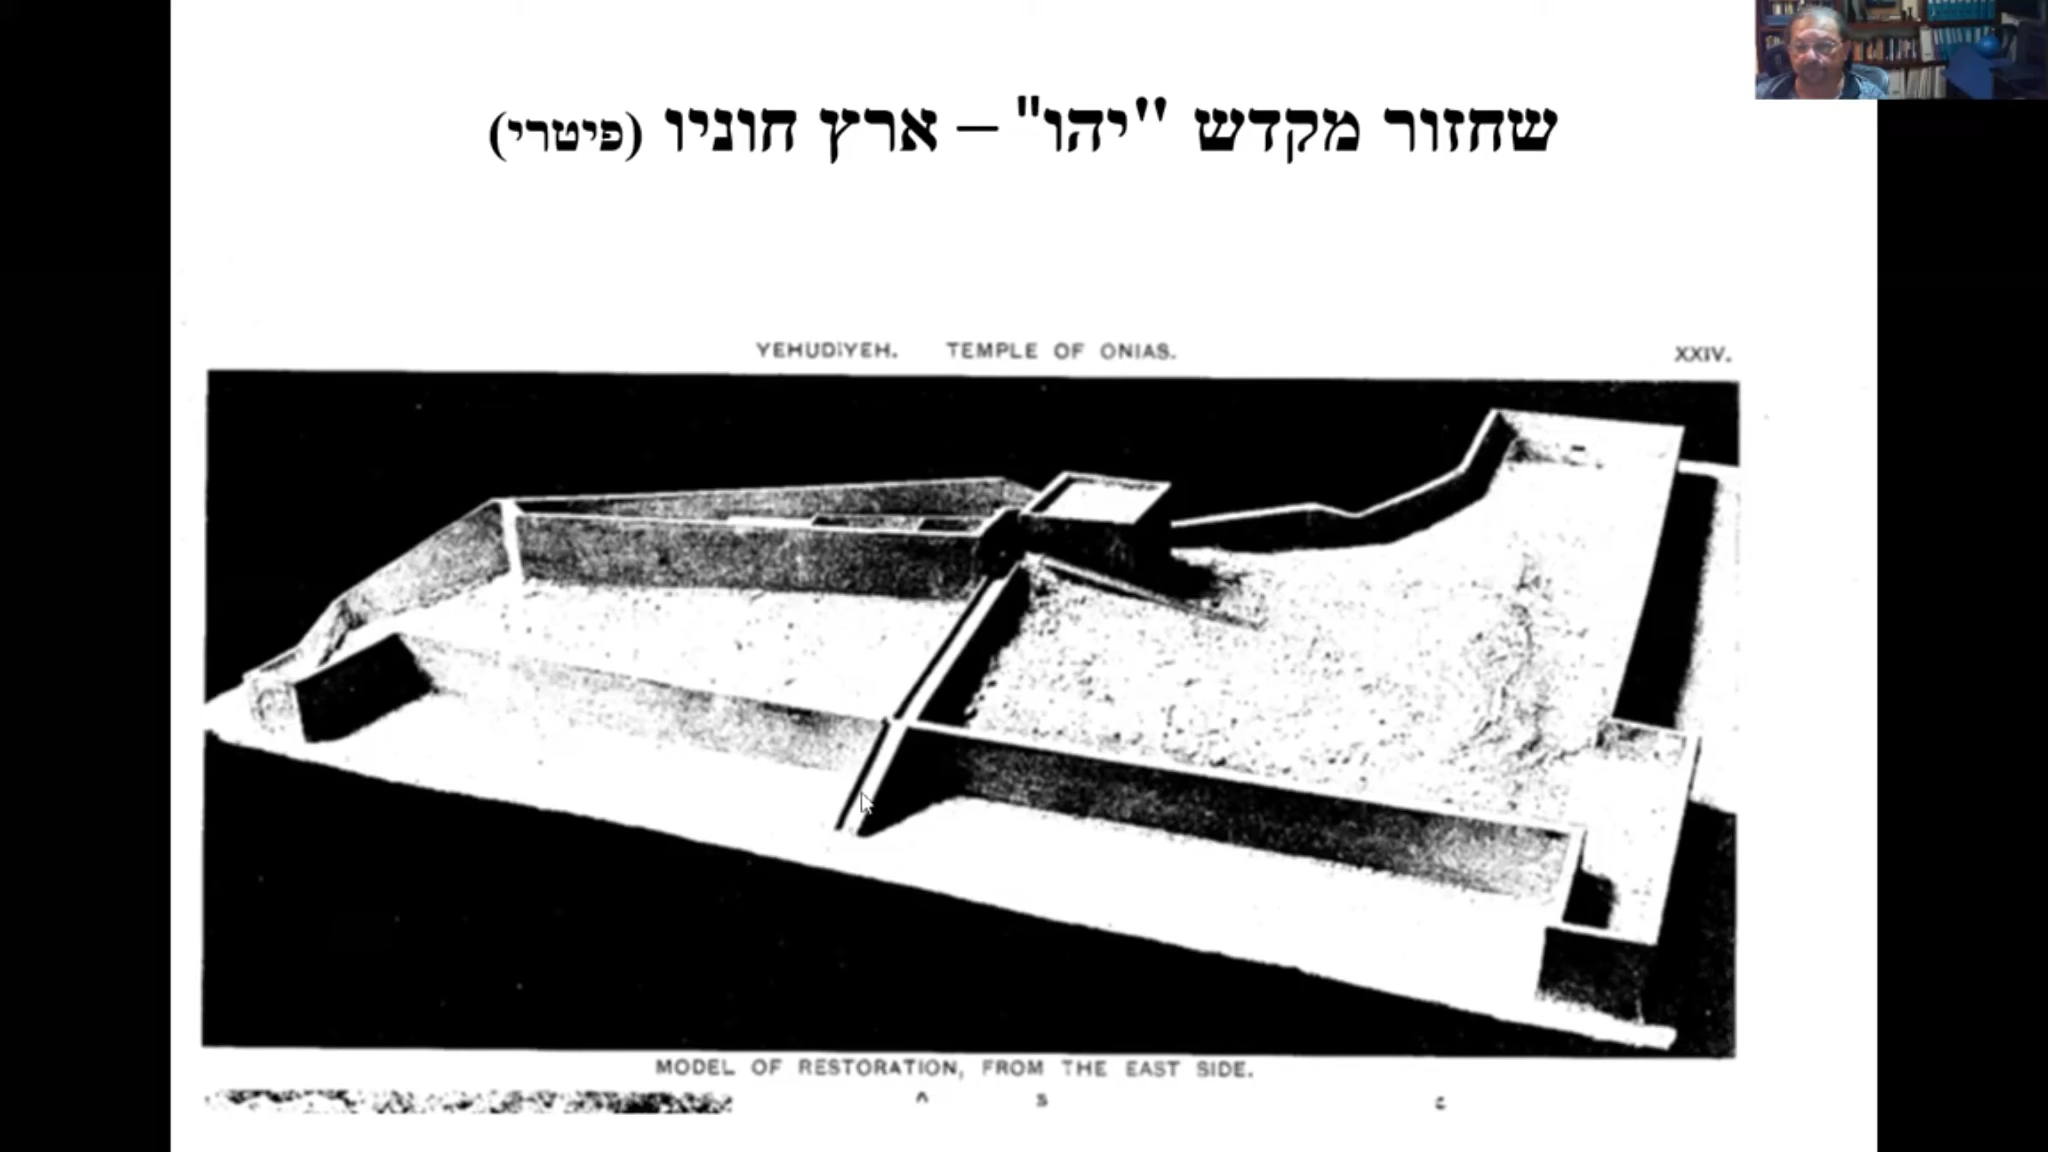 שחזור מקדש ''יהו" – ארץ חוניו (פיטרי)
YEHUDIYEH. TEMPLE OF ONIAS. XXIV.
MODEL OF RESTORATION, FROM THE EAST SIDE.